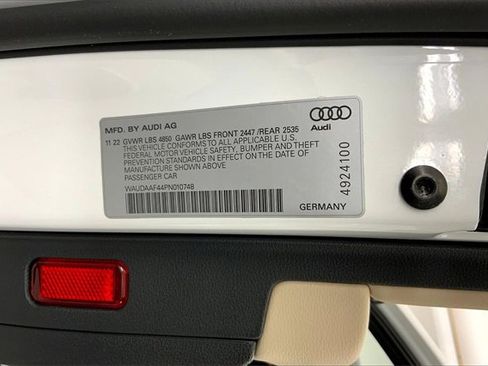 MFD. BY AUDI AG
11 22 GVWR LBS 4850 GAWR LBS FRONT 2447 /REAR 2535
THIS VEHICLE CONFORMS TO ALL APPLICABLE U.S.
FEDERAL MOTOR VEHICLE SAFETY, BUMPER AND THEFT
PREVENTION STANDARDS IN EFFECT ON THE DATE OF
MANUFACTURE SHOWN ABOVE
PASSENGER CAR
WAUDAAF44PN010748
Audi
4924100
GERMANY